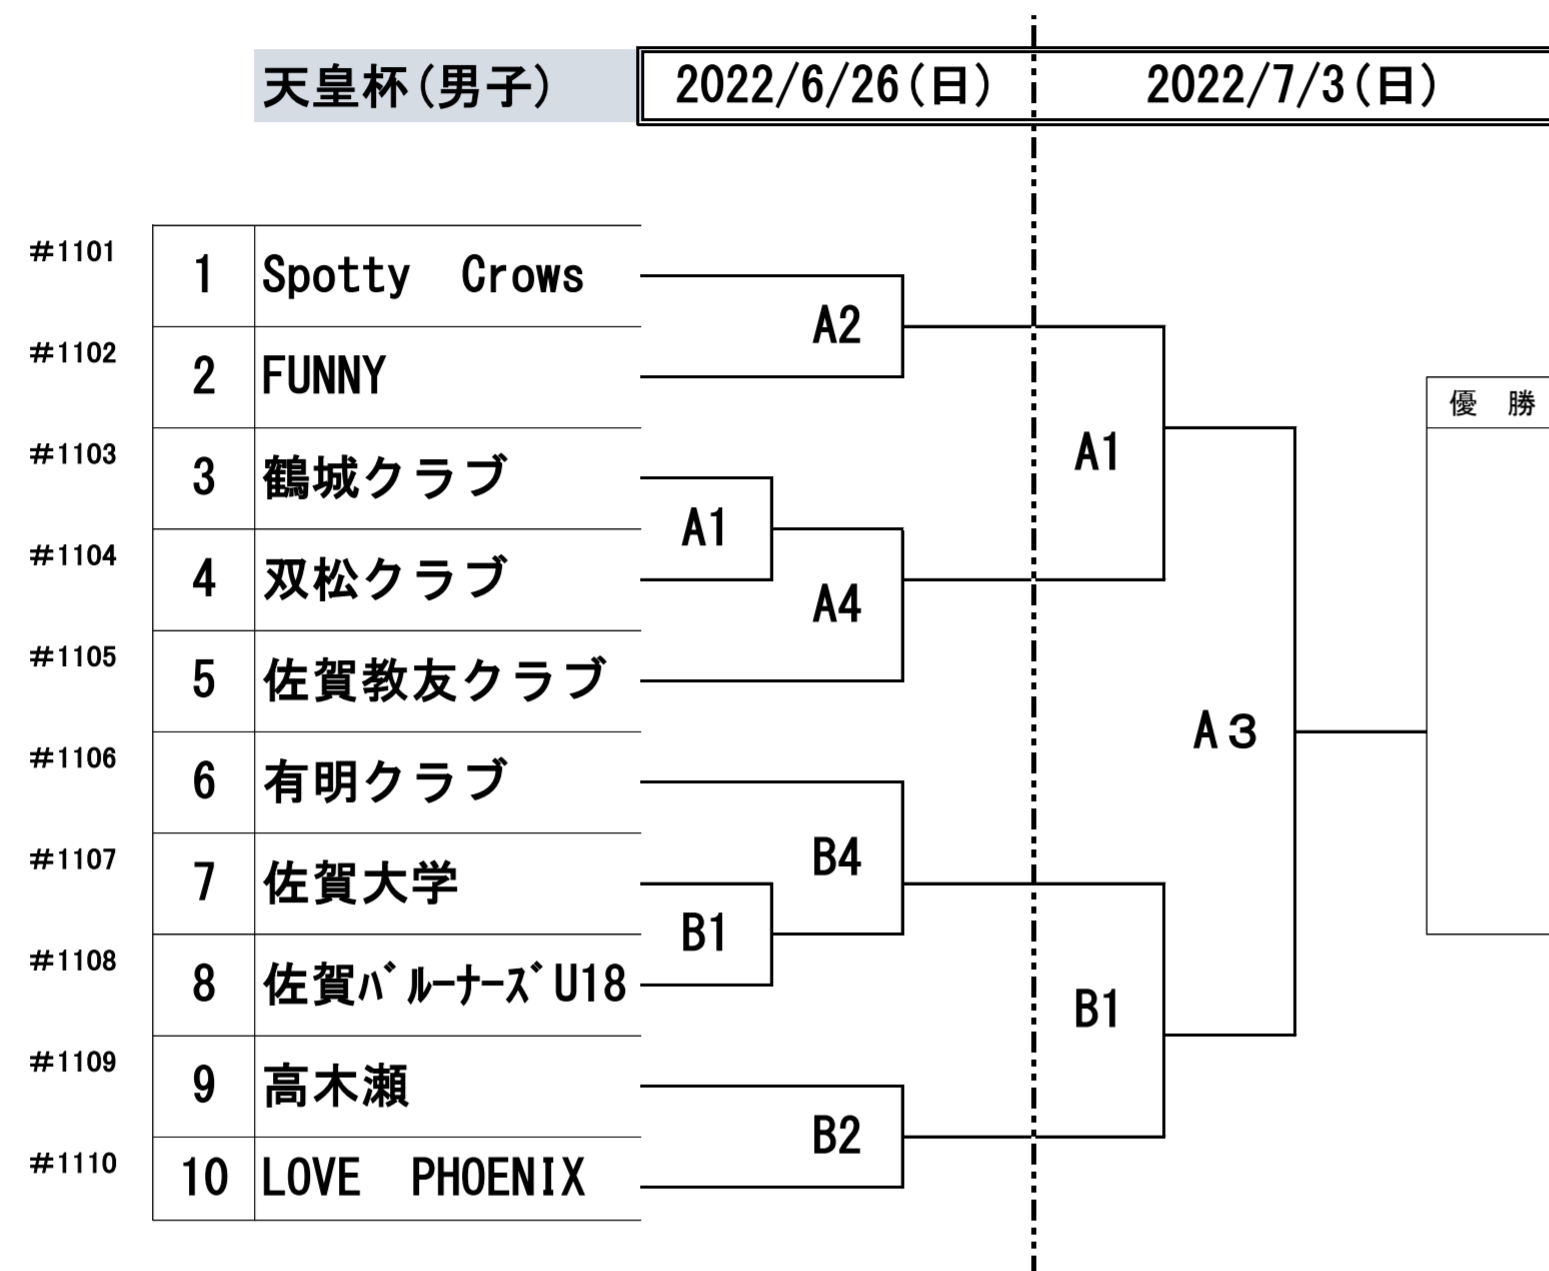 天皇杯(男子) 2022/6/26(日) 2022/7/3(日)
#1101 1 Spotty Crows
A2
#1102 2 FUNNY
優 勝
#1103 3 鶴城クラブ
A1
A1
#1104 4 双松クラブ
A4
#1105 5 佐賀教友クラブ
A3
#1106 6 有明クラブ
B4
#1107 7 佐賀大学
B1
#1108 8 佐賀ﾊﾞﾙｰﾅｰｽﾞU18
B1
#1109 9 高木瀬
B2
#1110 10 LOVE PHOENIX